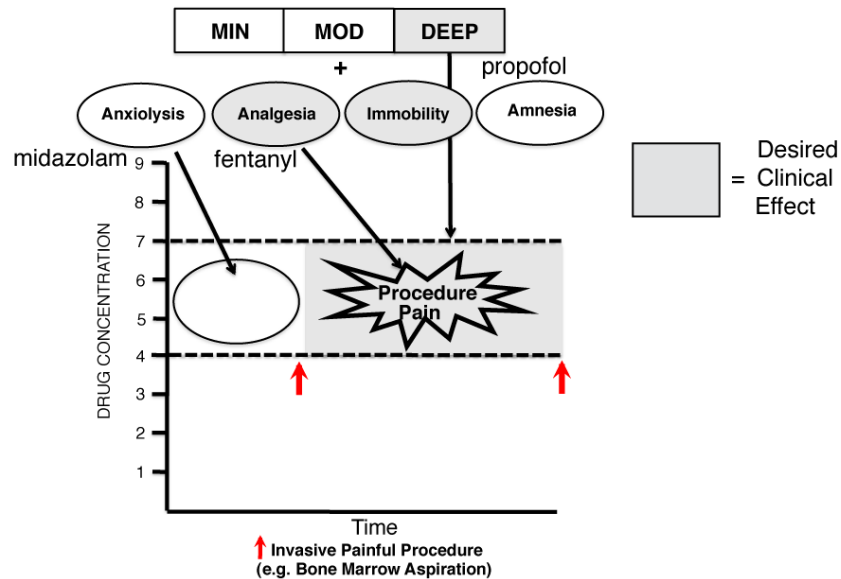 MIN MOD DEEP
+ propofol
Anxiolysis Analgesia Immobility Amnesia
midazolam fentanyl
Desired
= Clinical
Effect
DRUG CONCENTRATION
9
8
7
6
5
4
3
2
1
Procedure
Pain
Time
Invasive Painful Procedure
(e.g. Bone Marrow Aspiration)